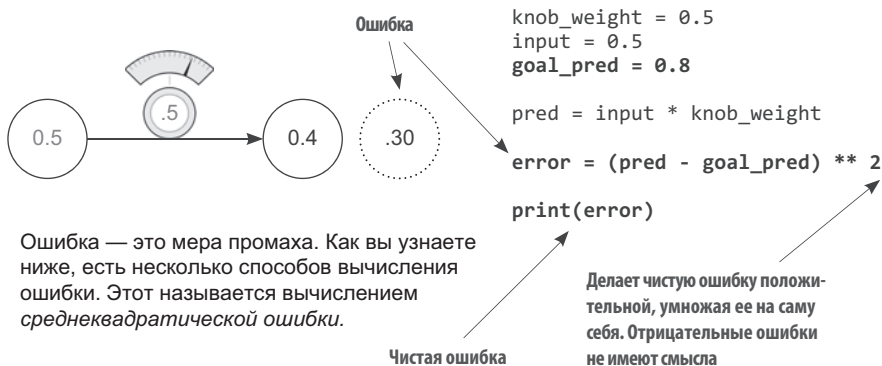 Ошибка
.5
0.5
0.4
.30
knob_weight = 0.5
input = 0.5
goal_pred = 0.8
pred = input * knob_weight
error = (pred - goal_pred) ** 2
print(error)
Ошибка — это мера промаха. Как вы узнаете
ниже, есть несколько способов вычисления
ошибки. Этот называется вычислением
среднеквадратической ошибки.
Чистая ошибка
Делает чистую ошибку положи-
тельной, умножая ее на саму
себя. Отрицательные ошибки
не имеют смысла